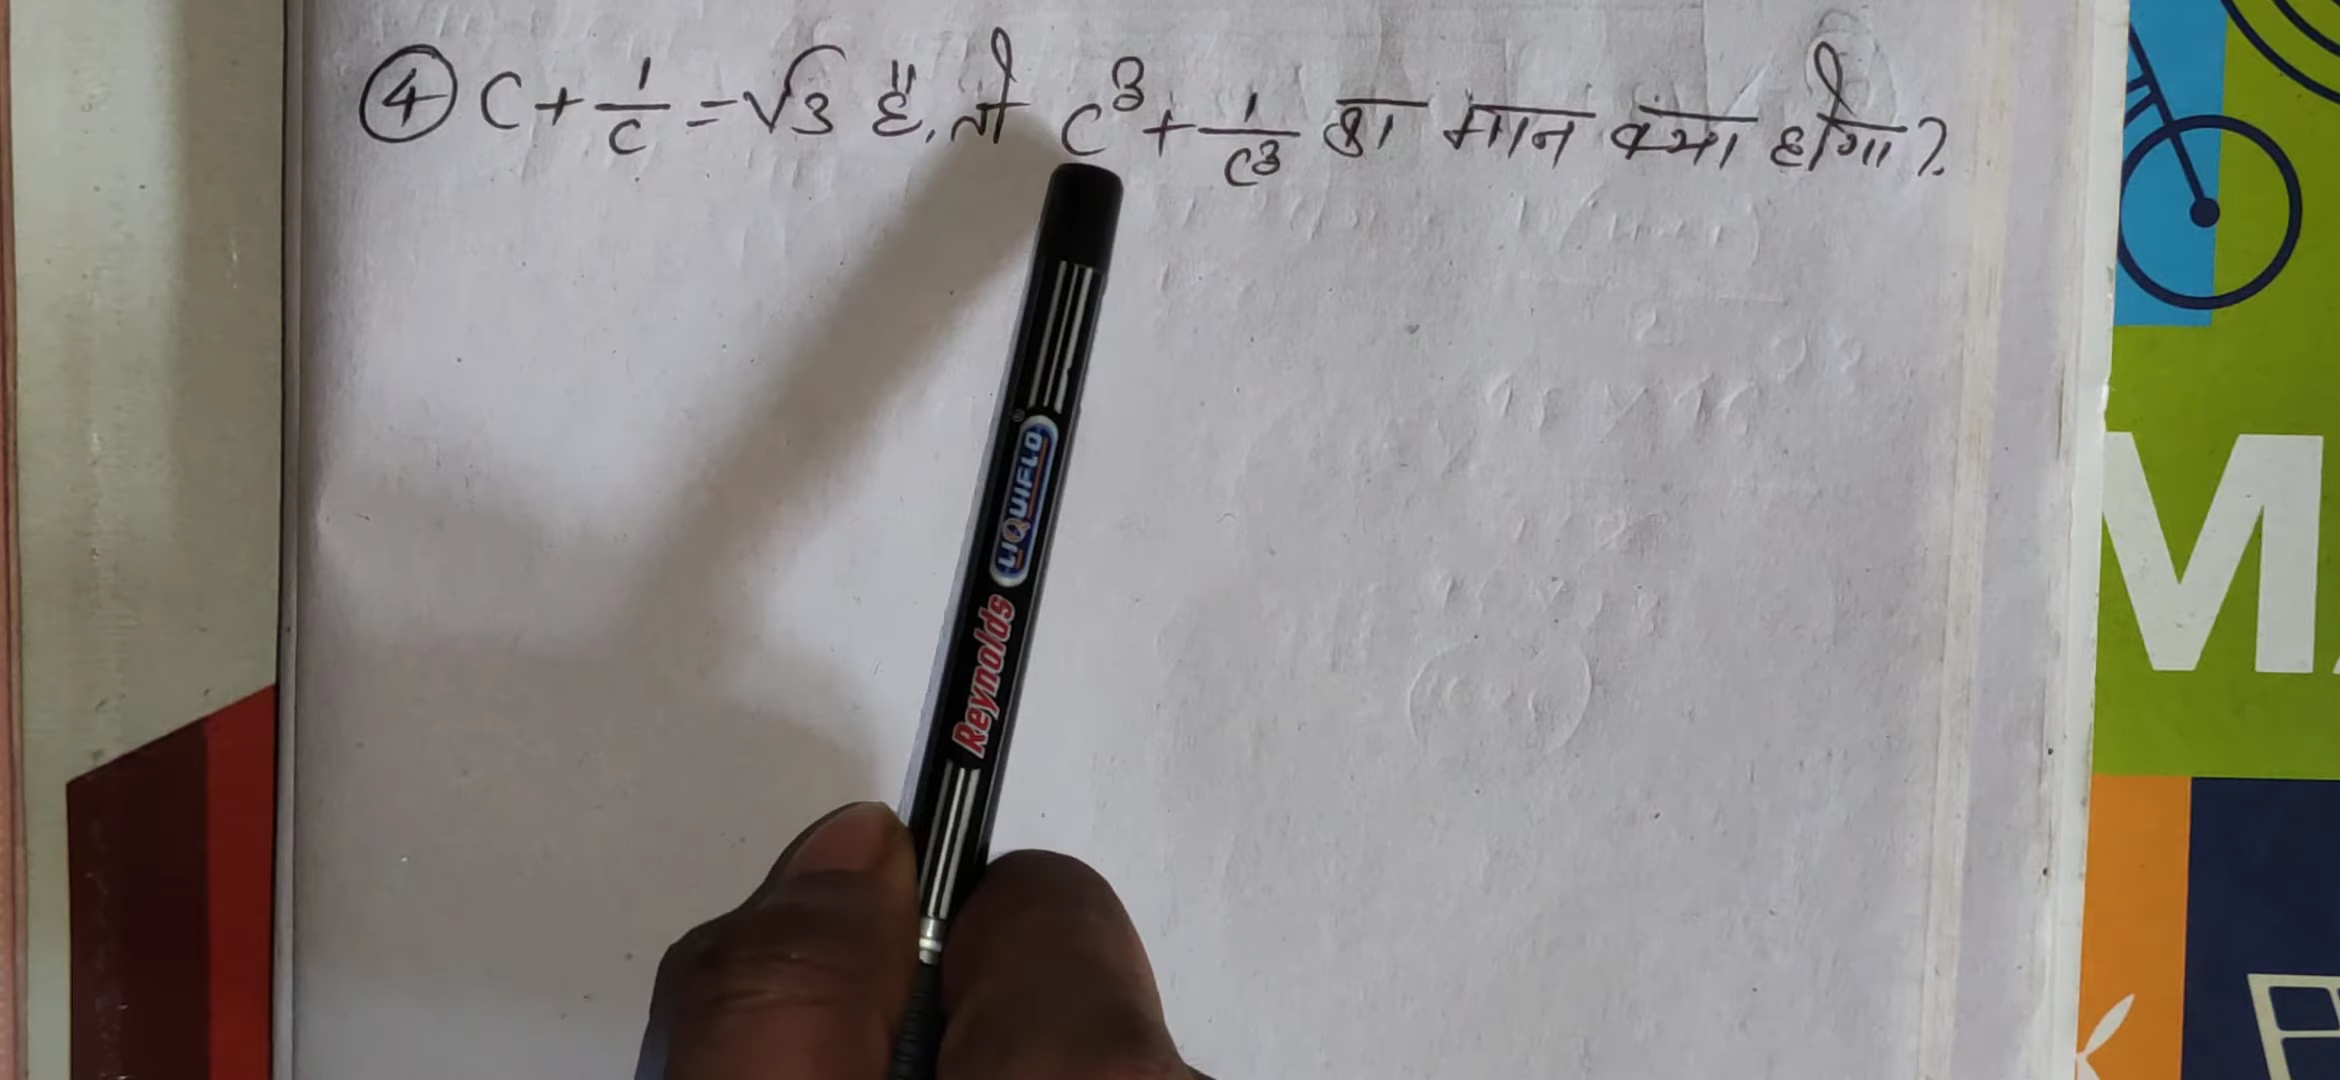 ④ C + 1/C = √3 है, तो C³ + 1/C³ का मान क्या होगा?
Reynolds LIQUIFLO®
M